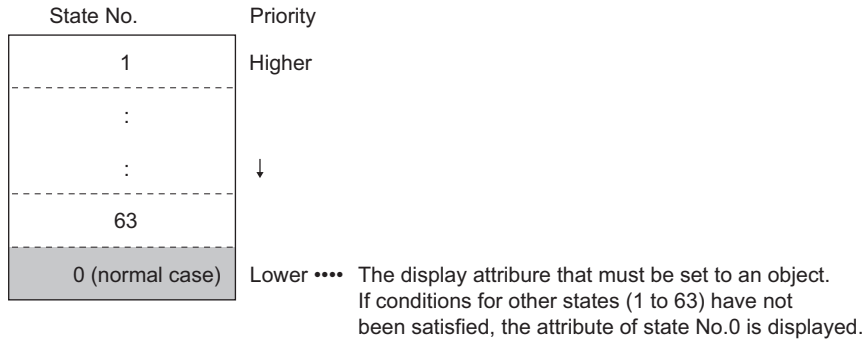 State No. Priority
1 Higher
:
: ↓
63
0 (normal case) Lower •••• The display attribure that must be set to an object.
If conditions for other states (1 to 63) have not
been satisfied, the attribute of state No.0 is displayed.